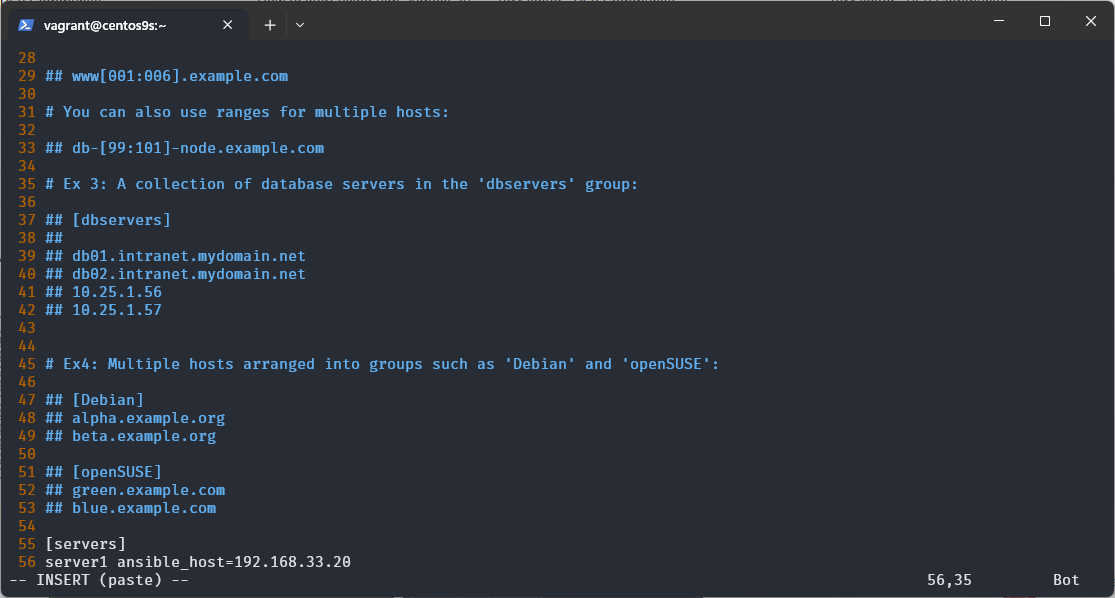 vagrant@centos9s:~
28
29 ## www[001:006].example.com
30
31 # You can also use ranges for multiple hosts:
32
33 ## db-[99:101]-node.example.com
34
35 # Ex 3: A collection of database servers in the 'dbservers' group:
36
37 ## [dbservers]
38 ##
39 ## db01.intranet.mydomain.net
40 ## db02.intranet.mydomain.net
41 ## 10.25.1.56
42 ## 10.25.1.57
43
44
45 # Ex4: Multiple hosts arranged into groups such as 'Debian' and 'openSUSE':
46
47 ## [Debian]
48 ## alpha.example.org
49 ## beta.example.org
50
51 ## [openSUSE]
52 ## green.example.com
53 ## blue.example.com
54
55 [servers]
56 server1 ansible_host=192.168.33.20
-- INSERT (paste) -- 56,35 Bot